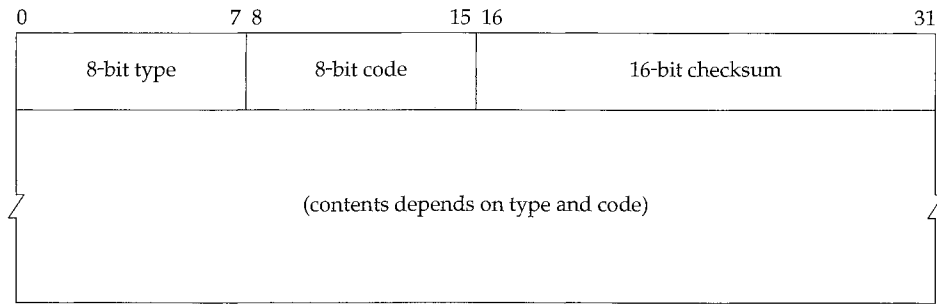 0 7 8 15 16 31
8-bit type 8-bit code 16-bit checksum
(contents depends on type and code)